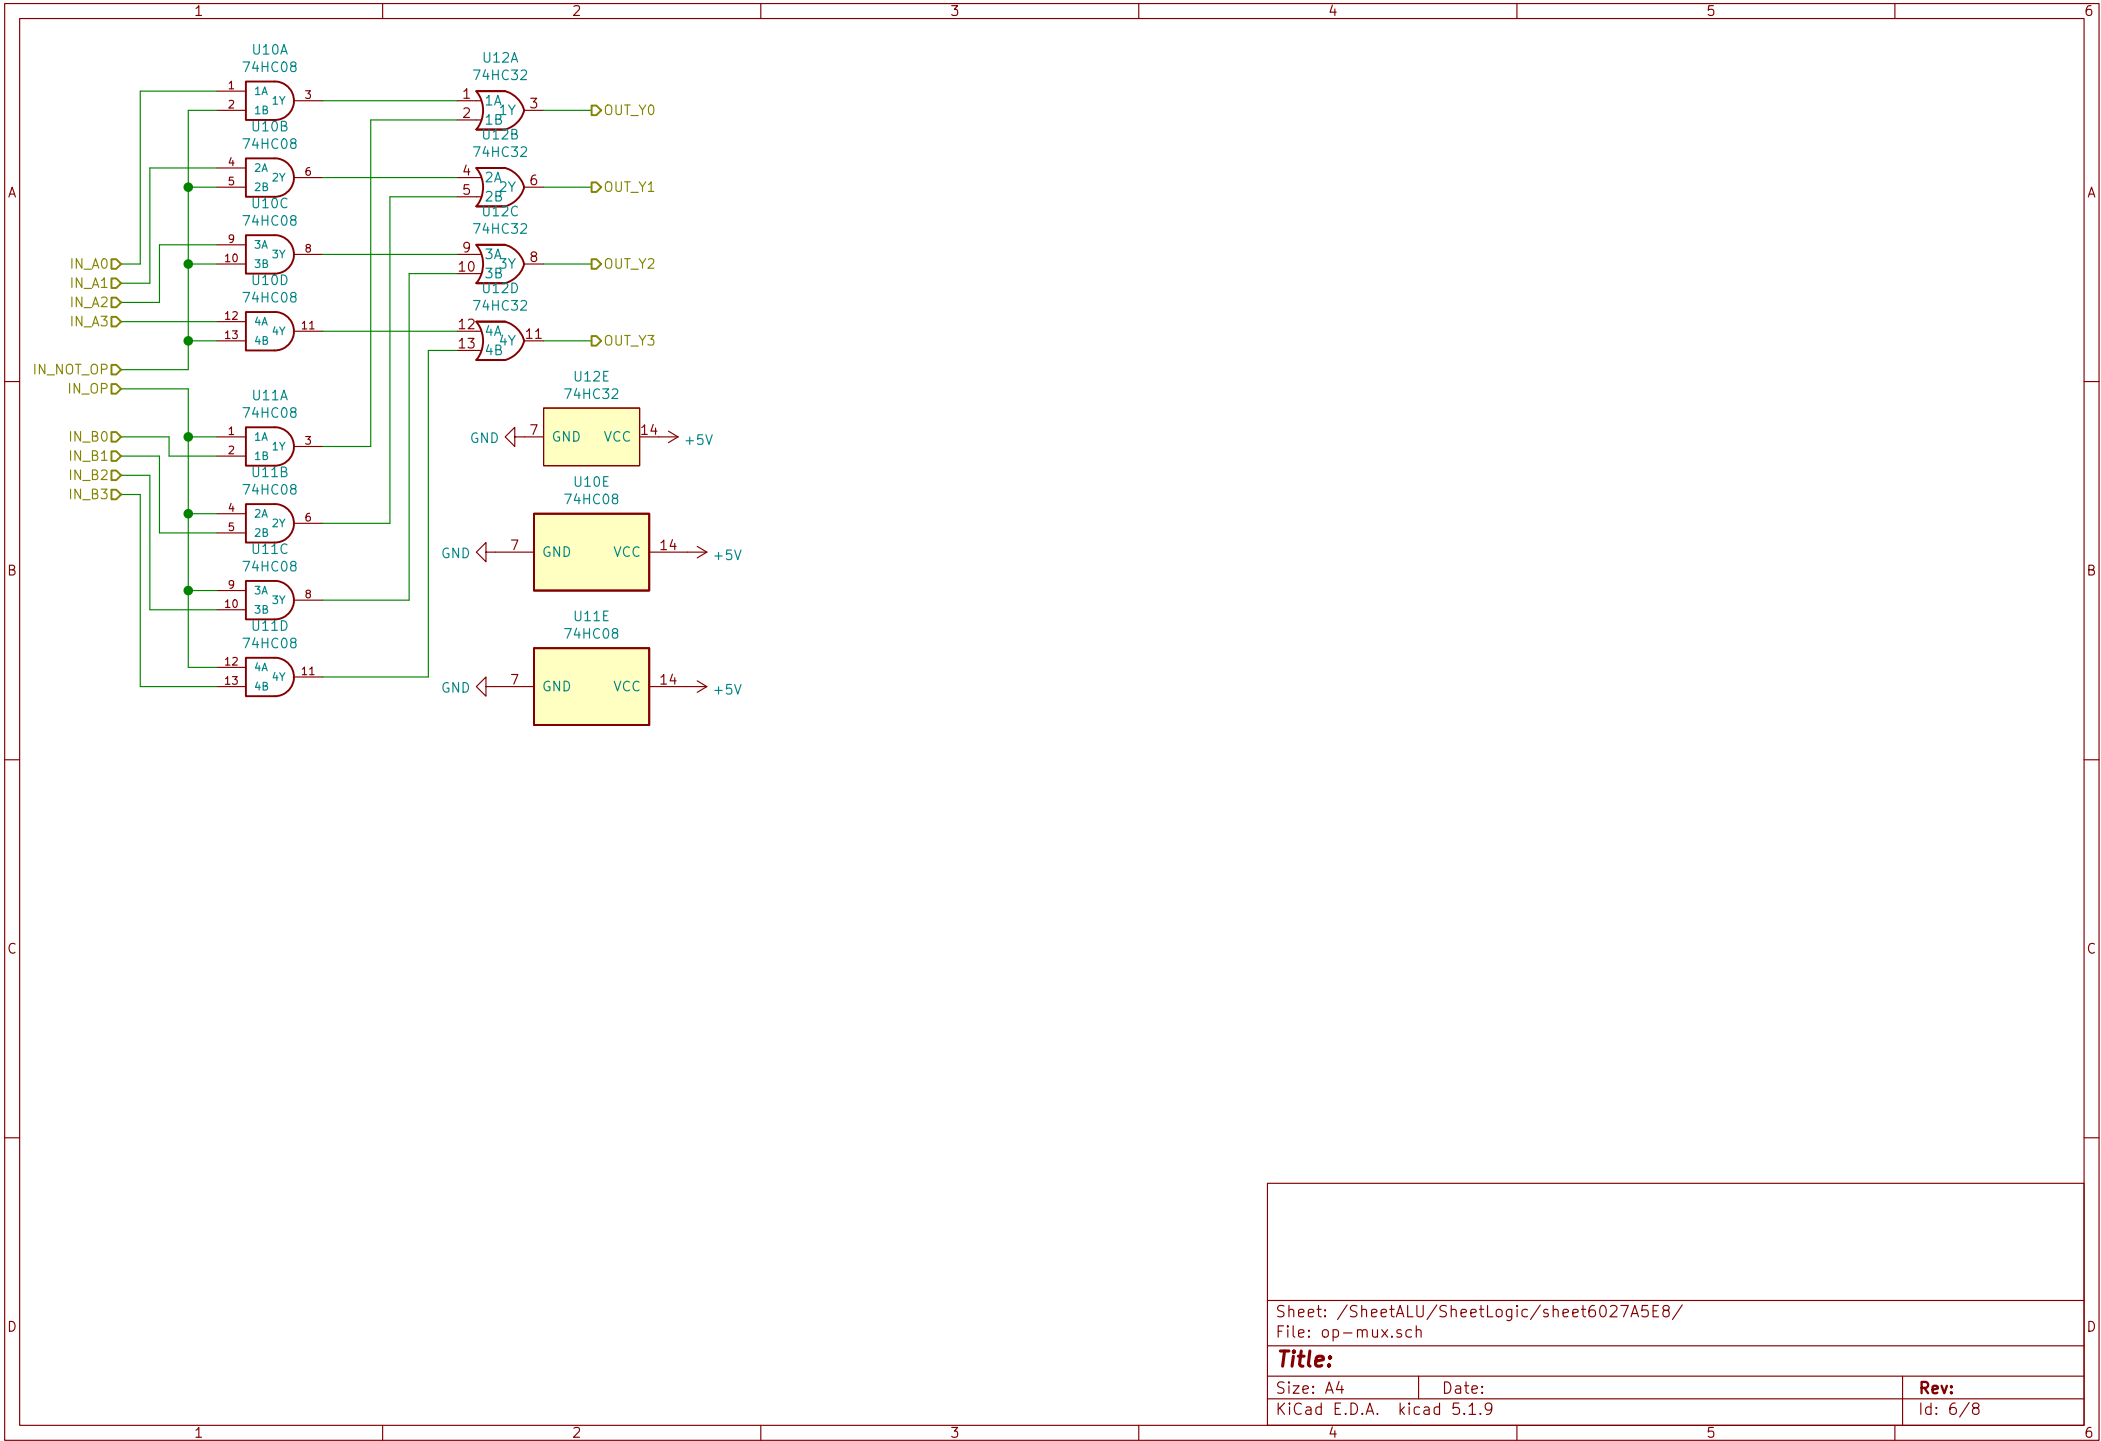 1 2 3 4 5 6
A A
B B
C C
D D
1 2 3 4 5 6
IN_A0
IN_A1
IN_A2
IN_A3
IN_NOT_OP
IN_OP
IN_B0
IN_B1
IN_B2
IN_B3
U10A
74HC08
1 1A 1Y 3
2 1B
U10B
74HC08
4 2A 2Y 6
5 2B
U10C
74HC08
9 3A 3Y 8
10 3B
U10D
74HC08
12 4A 4Y 11
13 4B
U11A
74HC08
1 1A 1Y 3
2 1B
U11B
74HC08
4 2A 2Y 6
5 2B
U11C
74HC08
9 3A 3Y 8
10 3B
U11D
74HC08
12 4A 4Y 11
13 4B
U12A
74HC32
1 1A 1Y 3 OUT_Y0
2 1B
U12B
74HC32
4 2A 2Y 6 OUT_Y1
5 2B
U12C
74HC32
9 3A 3Y 8 OUT_Y2
10 3B
U12D
74HC32
12 4A 4Y 11 OUT_Y3
13 4B
U12E
74HC32
GND 7 GND VCC 14 +5V
U10E
74HC08
GND 7 GND VCC 14 +5V
U11E
74HC08
GND 7 GND VCC 14 +5V
Sheet: /SheetALU/SheetLogic/sheet6027A5E8/
File: op-mux.sch
Title:
Size: A4 Date: Rev:
KiCad E.D.A. kicad 5.1.9 Id: 6/8